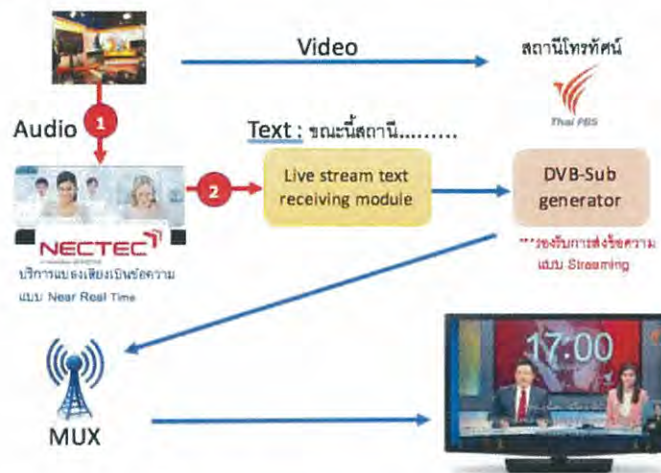 Video
สถานีโทรทัศน์
Thai PBS
Audio
1
Text : ขณะนี้สถานี.........
2
Live stream text
receiving module
DVB-Sub
generator
NECTEC
บริการแปลงเสียงเป็นข้อความ
แบบ Near Real Time
***รองรับการส่งข้อความ
แบบ Streaming
MUX
17:00